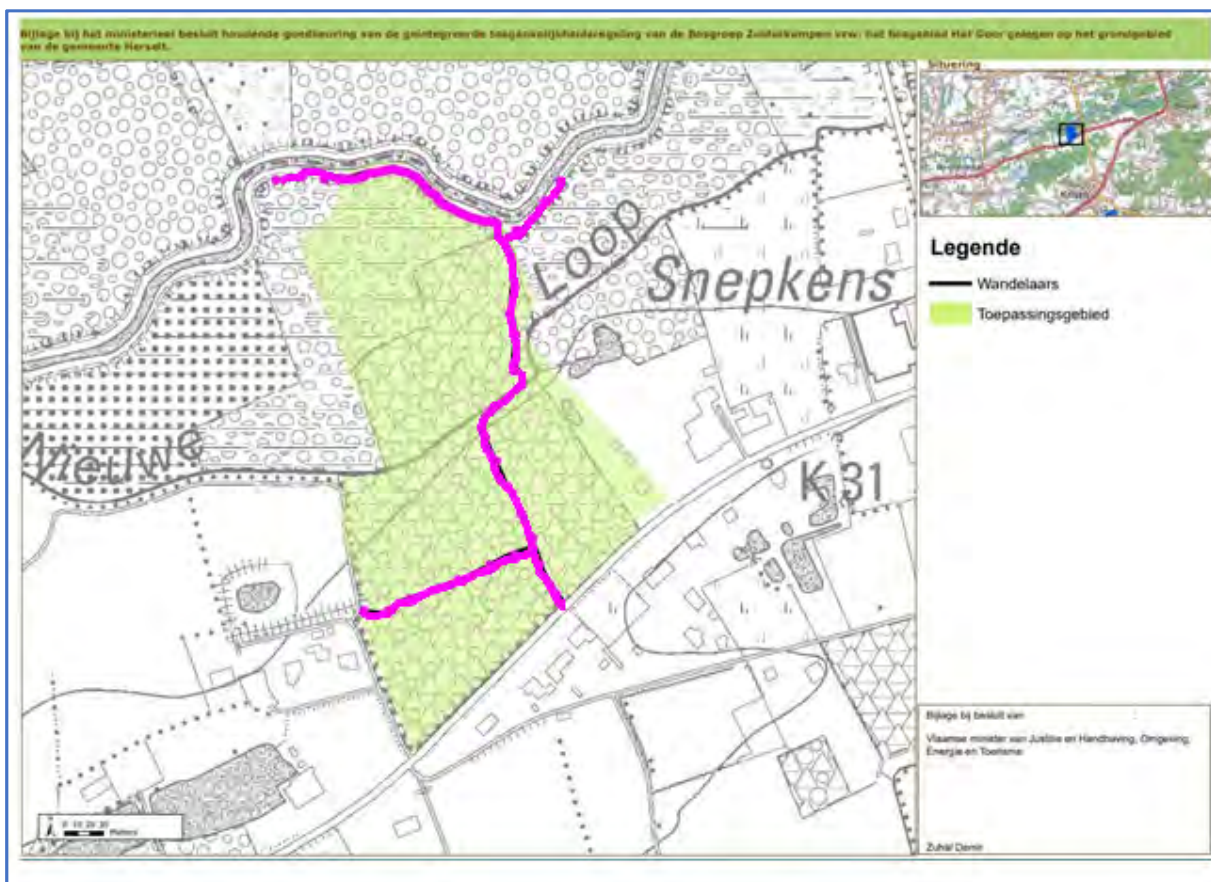 Bijlage bij het ministerieel besluit houdende goedkeuring van de geïntegreerde toegankelijkheidsregeling van de Bosgroep Zuiderkempen vzw: het bosgebied Het Goor gelegen op het grondgebied
van de gemeente Herselt.
Situering
Legende
Wandelaars
Toepassingsgebied
Loop
Snepkens
Nieuwe
K 31
Meters
Bijlage bij besluit van
Vlaamse minister van Justitie en Handhaving, Omgeving,
Energie en Toerisme
Zuhal Demir